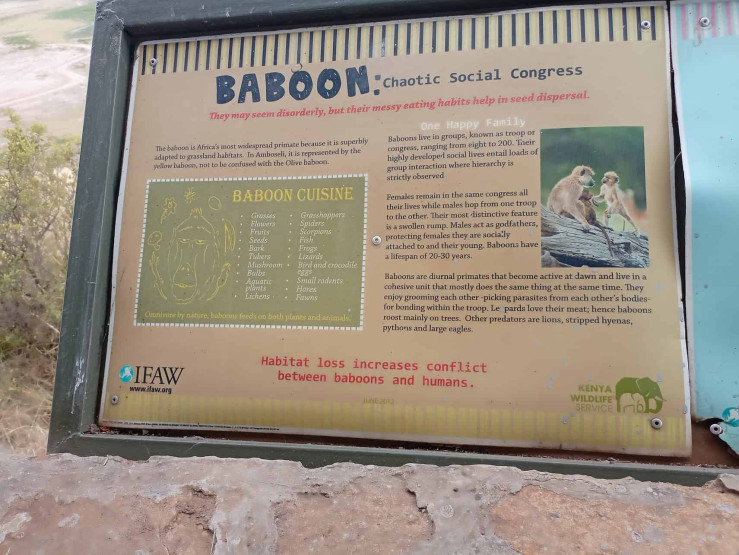 BABOON: Chaotic Social Congress
They may seem disorderly, but their messy eating habits help in seed dispersal.
The baboon is Africa's most widespread primate because it is superbly
adapted to grassland habitats. In Amboseli, it is represented by the
yellow baboon, not to be confused with the Olive baboon.
BABOON CUISINE
• Grasses
• Flowers
• Fruits
• Seeds
• Bark
• Tubers
• Mushroom
• Bulbs
• Aquatic
plants
• Lichens
• Grasshoppers
• Spiders
• Scorpions
• Fish
• Frogs
• Lizards
• Bird and crocodile
eggs
• Small rodents
• Hares
• Fawns
Omnivores by nature, baboons feeds on both plants and animals.
One Happy Family
Baboons live in groups, known as troop or
congress, ranging from eight to 200. Their
highly developed social lives entail loads of
group interaction where hierarchy is
strictly observed
Females remain in the same congress all
their lives while males hop from one troop
to the other. Their most distinctive feature
is a swollen rump. Males act as godfathers,
protecting females they are socially
attached to and their young. Baboons have
a lifespan of 20-30 years.
Baboons are diurnal primates that become active at dawn and live in a
cohesive unit that mostly does the same thing at the same time. They
enjoy grooming each other -picking parasites from each other's bodies-
for bonding within the troop. Le pards love their meat; hence baboons
roost mainly on trees. Other predators are lions, stripped hyenas,
pythons and large eagles.
Habitat loss increases conflict
between baboons and humans.
IFAW
www.ifaw.org
KENYA
WILDLIFE
SERVICE